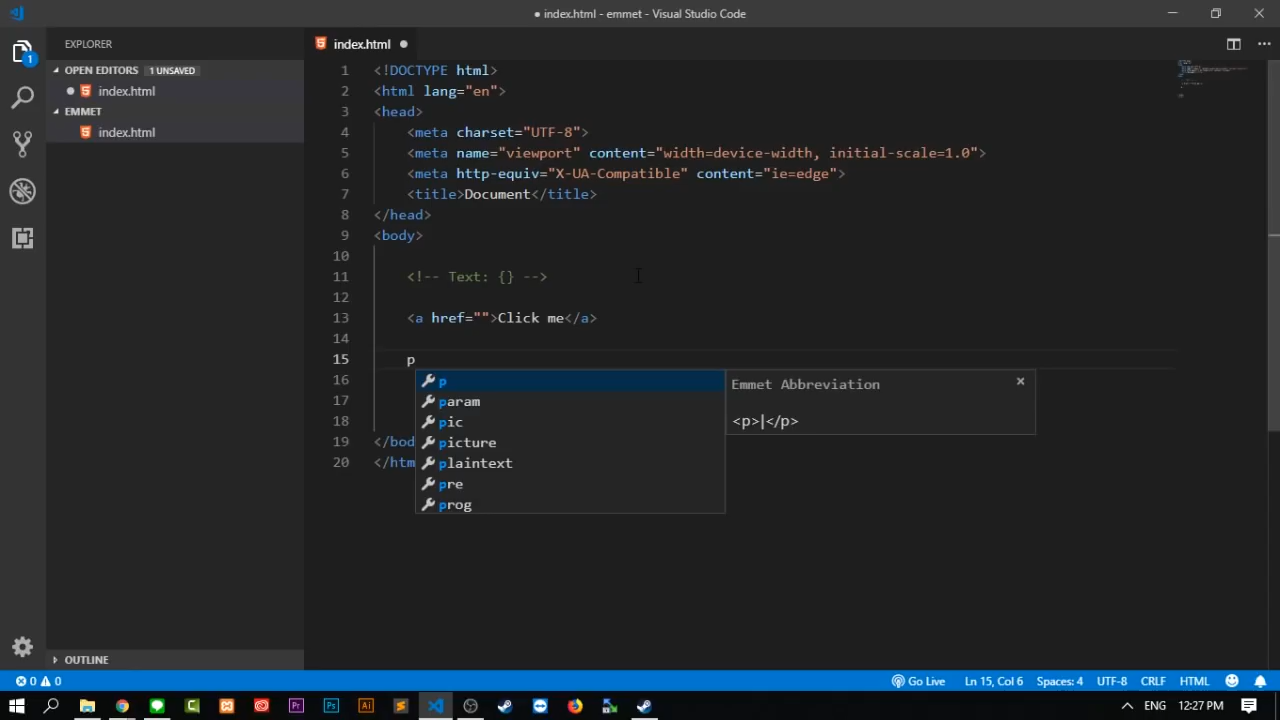 ● index.html - emmet - Visual Studio Code
EXPLORER
OPEN EDITORS 1 UNSAVED
● index.html
EMMET
index.html
1
index.html ●
1 <!DOCTYPE html>
2 <html lang="en">
3 <head>
4 <meta charset="UTF-8">
5 <meta name="viewport" content="width=device-width, initial-scale=1.0">
6 <meta http-equiv="X-UA-Compatible" content="ie=edge">
7 <title>Document</title>
8 </head>
9 <body>
10
11 <!-- Text: {} -->
12
13 <a href="">Click me</a>
14
15 p
16
17
18
19 </bod
20 </htm
p
param
pic
picture
plaintext
pre
prog
Emmet Abbreviation ×
<p>|</p>
OUTLINE
0 0
Go Live Ln 15, Col 6 Spaces: 4 UTF-8 CRLF HTML
Pr Ps Ai
ENG 12:27 PM